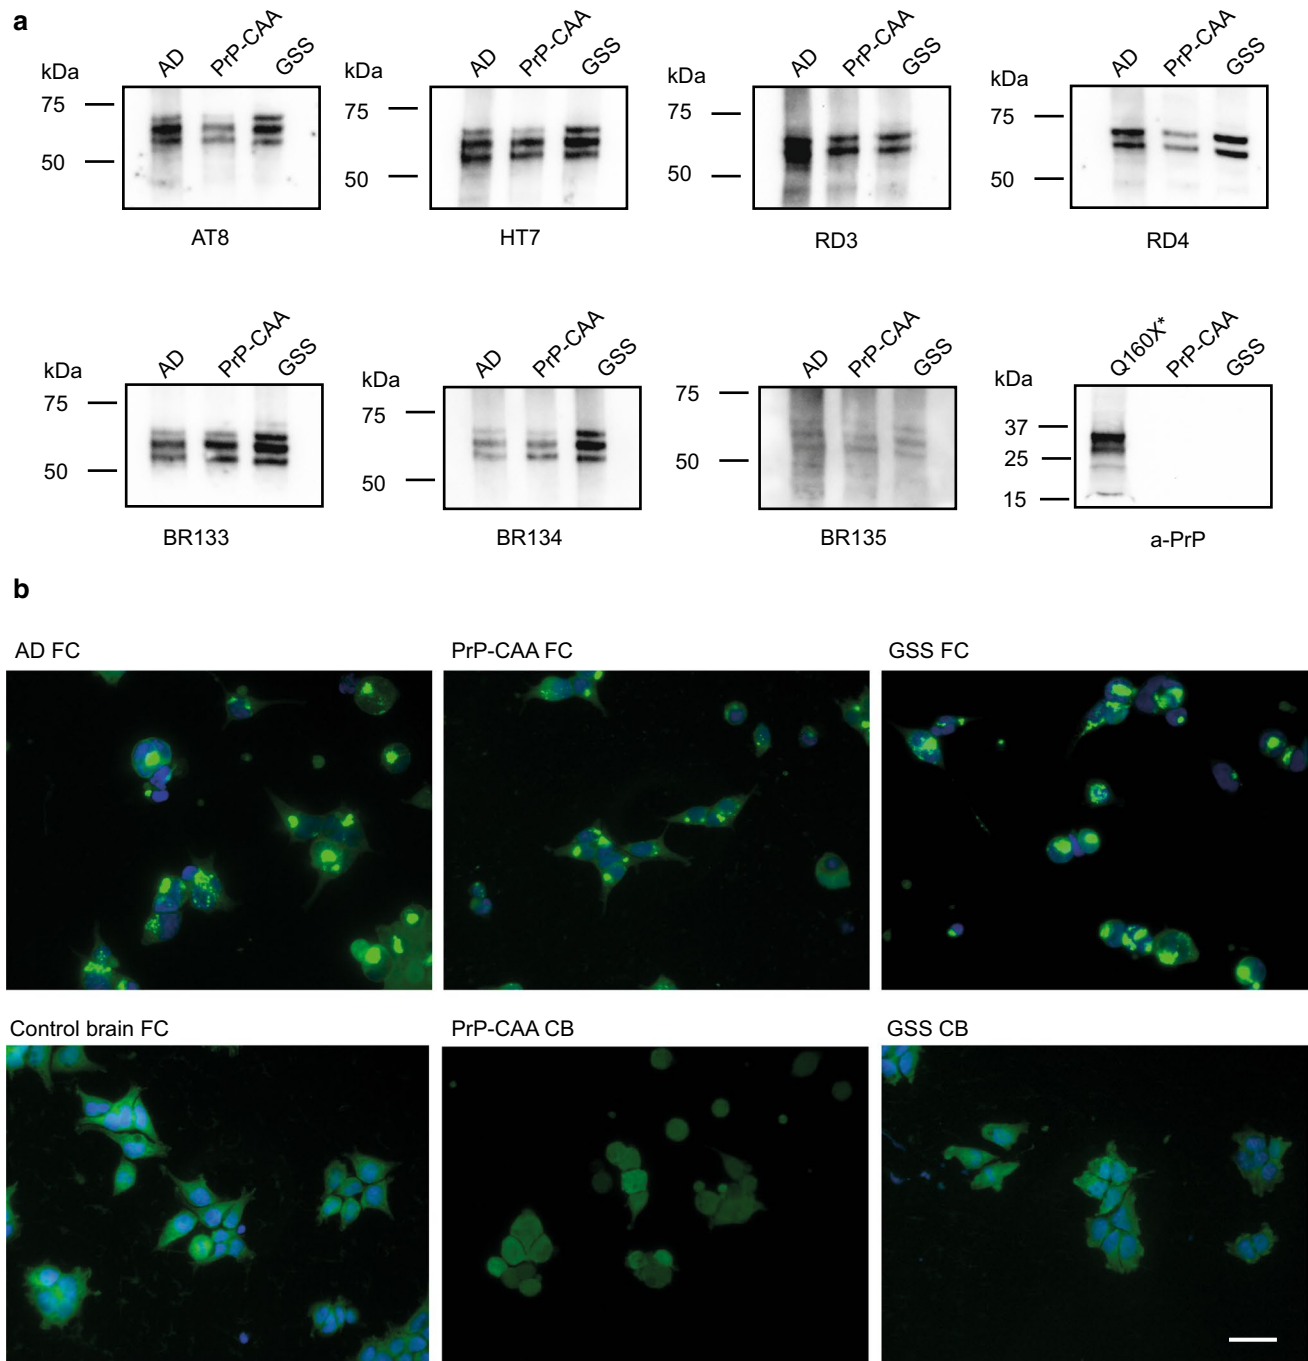 a
AD PrP-CAA GSS
kDa
75
50
AT8
AD PrP-CAA GSS
kDa
75
50
HT7
AD PrP-CAA GSS
kDa
75
50
RD3
AD PrP-CAA GSS
kDa
75
50
RD4
AD PrP-CAA GSS
kDa
75
50
BR133
AD PrP-CAA GSS
kDa
75
50
BR134
AD PrP-CAA GSS
75
50
BR135
Q160X* PrP-CAA GSS
kDa
37
25
15
a-PrP
b
AD FC
PrP-CAA FC
GSS FC
Control brain FC
PrP-CAA CB
GSS CB